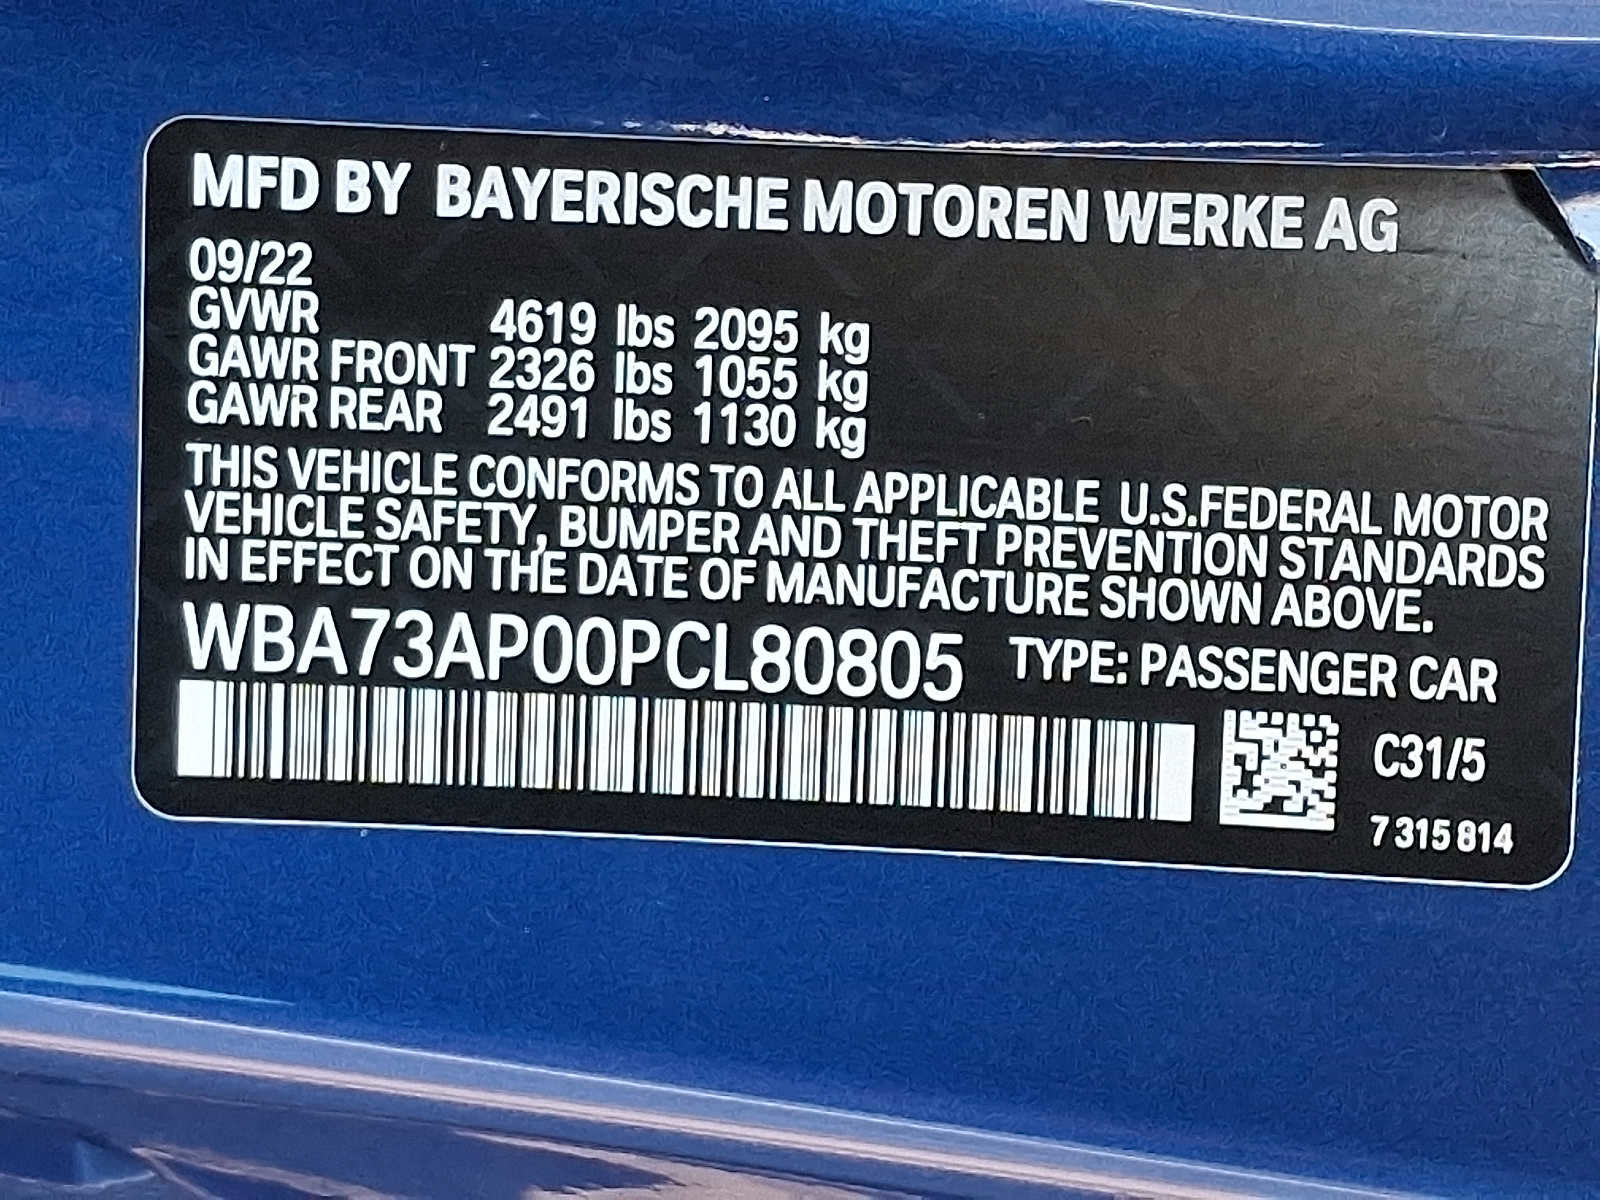 MFD BY BAYERISCHE MOTOREN WERKE AG
09/22
GVWR 4619 lbs 2095 kg
GAWR FRONT 2326 lbs 1055 kg
GAWR REAR 2491 lbs 1130 kg
THIS VEHICLE CONFORMS TO ALL APPLICABLE U.S.FEDERAL MOTOR
VEHICLE SAFETY, BUMPER AND THEFT PREVENTION STANDARDS
IN EFFECT ON THE DATE OF MANUFACTURE SHOWN ABOVE.
WBA73AP00PCL80805 TYPE: PASSENGER CAR
C31/5
7 315 814